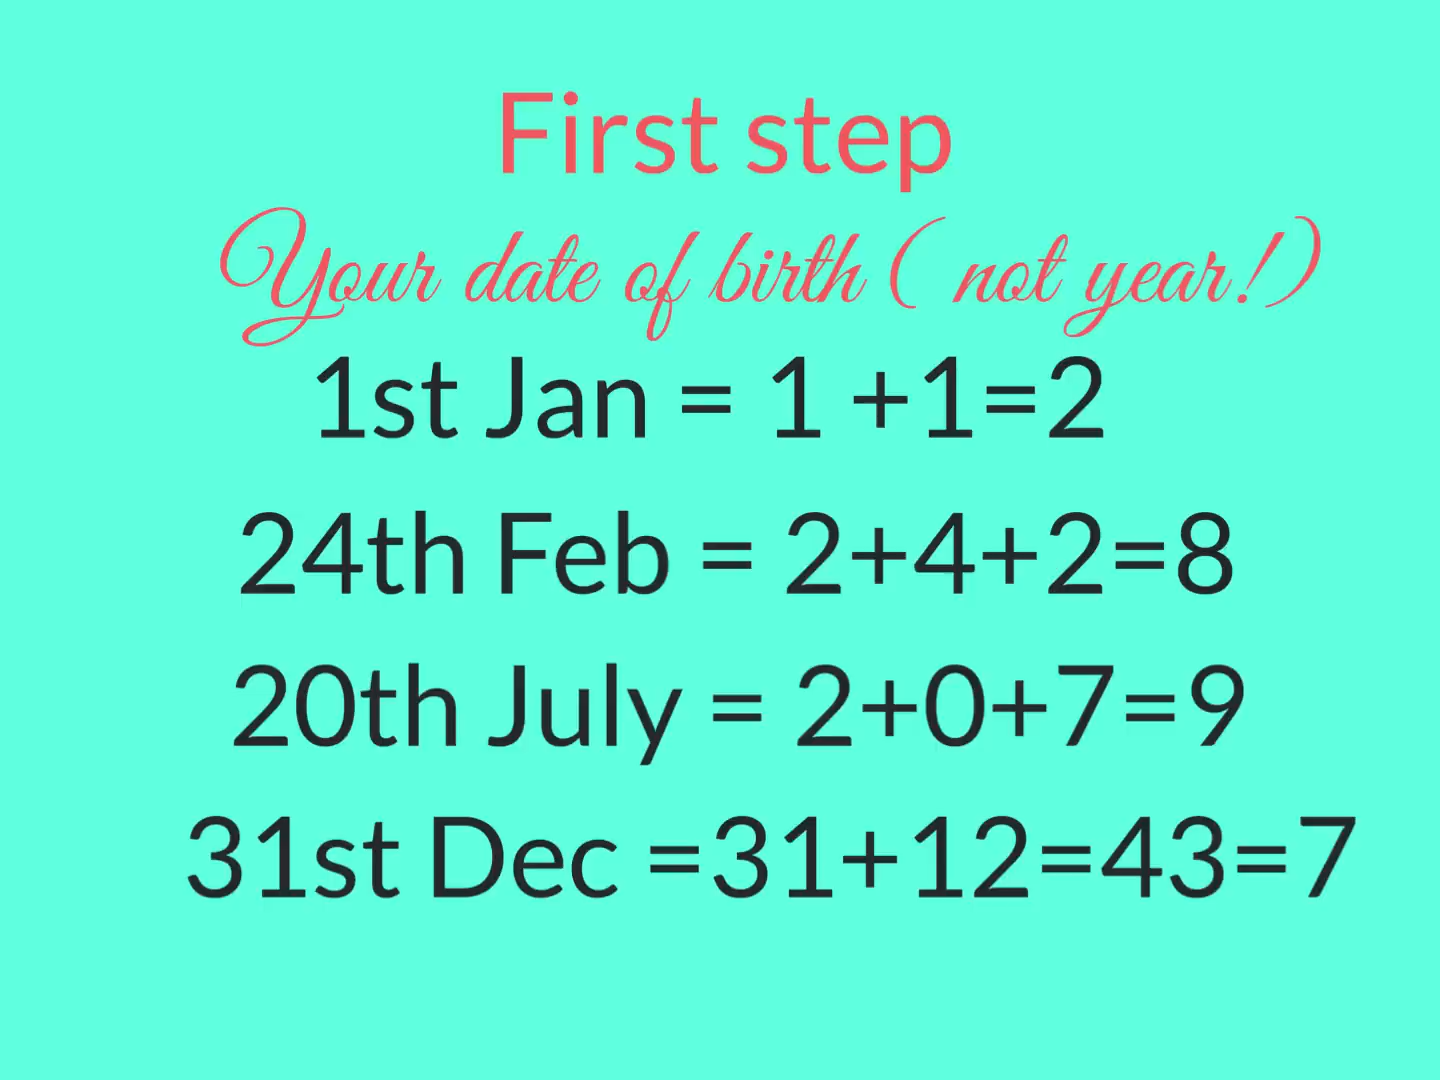 First step
Your date of birth ( not year!)
1st Jan = 1 +1=2
24th Feb = 2+4+2=8
20th July = 2+0+7=9
31st Dec =31+12=43=7